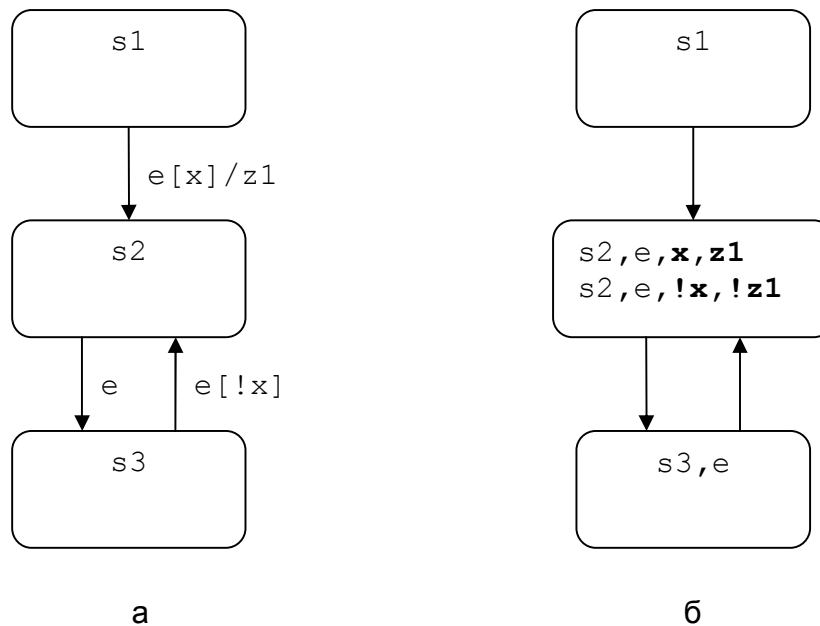 s1
e[x]/z1
s2
e
e[!x]
s3
а
s1
s2,e,x,z1
s2,e,!x,!z1
s3,e
б